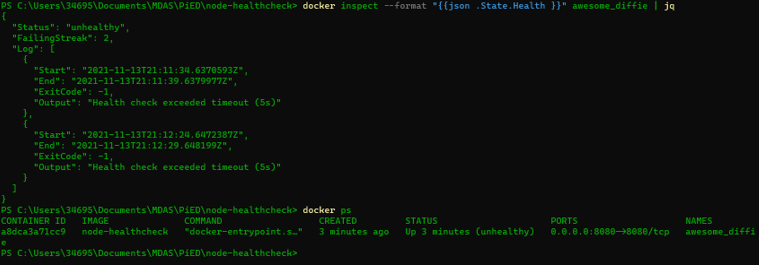 PS C:\Users\34695\Documents\MDAS\PiED\node-healthcheck> docker inspect --format "{{json .State.Health }}" awesome_diffie | jq
{
  "Status": "unhealthy",
  "FailingStreak": 2,
  "Log": [
    {
      "Start": "2021-11-13T21:11:34.6370593Z",
      "End": "2021-11-13T21:11:39.6379977Z",
      "ExitCode": -1,
      "Output": "Health check exceeded timeout (5s)"
    },
    {
      "Start": "2021-11-13T21:12:24.6472387Z",
      "End": "2021-11-13T21:12:29.648199Z",
      "ExitCode": -1,
      "Output": "Health check exceeded timeout (5s)"
    }
  ]
}
PS C:\Users\34695\Documents\MDAS\PiED\node-healthcheck> docker ps
CONTAINER ID   IMAGE              COMMAND                  CREATED         STATUS                     PORTS                    NAMES
a8dca3a71cc9   node-healthcheck   "docker-entrypoint.s…"   3 minutes ago   Up 3 minutes (unhealthy)   0.0.0.0:8080->8080/tcp   awesome_diffi
e
PS C:\Users\34695\Documents\MDAS\PiED\node-healthcheck>